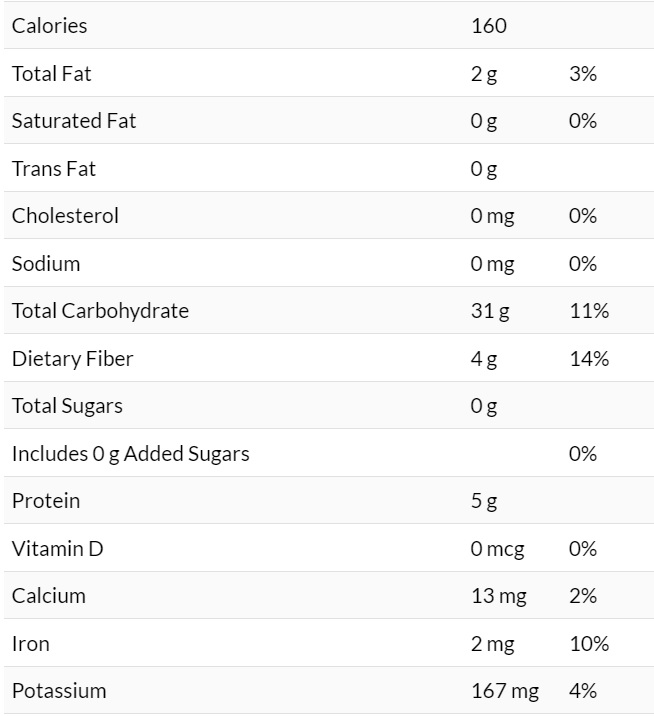 Calories 160
Total Fat 2 g 3%
Saturated Fat 0 g 0%
Trans Fat 0 g
Cholesterol 0 mg 0%
Sodium 0 mg 0%
Total Carbohydrate 31 g 11%
Dietary Fiber 4 g 14%
Total Sugars 0 g
Includes 0 g Added Sugars 0%
Protein 5 g
Vitamin D 0 mcg 0%
Calcium 13 mg 2%
Iron 2 mg 10%
Potassium 167 mg 4%